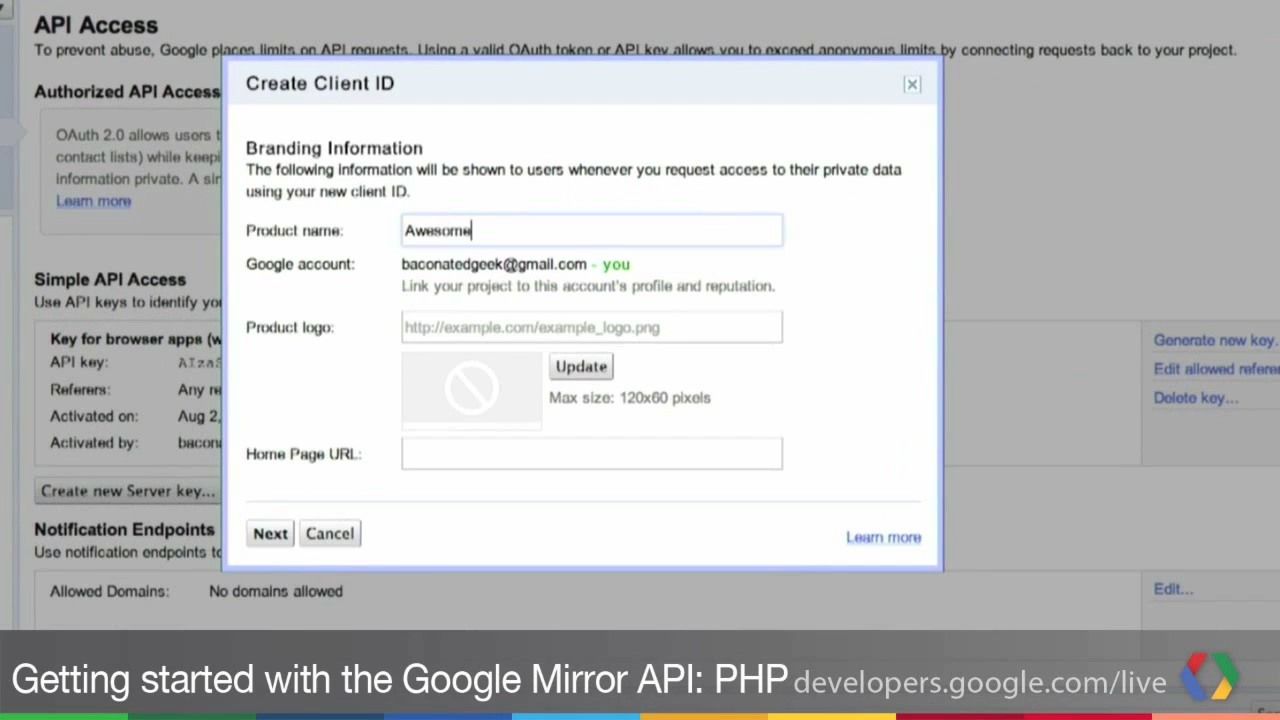 API Access
To prevent abuse, Google places limits on API requests. Using a valid OAuth token or API key allows you to exceed anonymous limits by connecting requests back to your project.
Authorized API Access
OAuth 2.0 allows users t
contact lists) while keepi
information private. A sin
Learn more
Create Client ID
Branding Information
The following information will be shown to users whenever you request access to their private data
using your new client ID.
Product name: Awesome
Google account: baconatedgeek@gmail.com - you
Link your project to this account's profile and reputation.
Product logo: http://example.com/example_logo.png
Update
Max size: 120x60 pixels
Home Page URL:
Next Cancel
Learn more
Simple API Access
Use API keys to identify you
Key for browser apps (w
API key: AIzaS
Referers: Any re
Activated on: Aug 2,
Activated by: bacona
Generate new key.
Edit allowed refere
Delete key...
Create new Server key...
Notification Endpoints
Use notification endpoints to
Allowed Domains: No domains allowed
Edit...
Getting started with the Google Mirror API: PHP developers.google.com/live